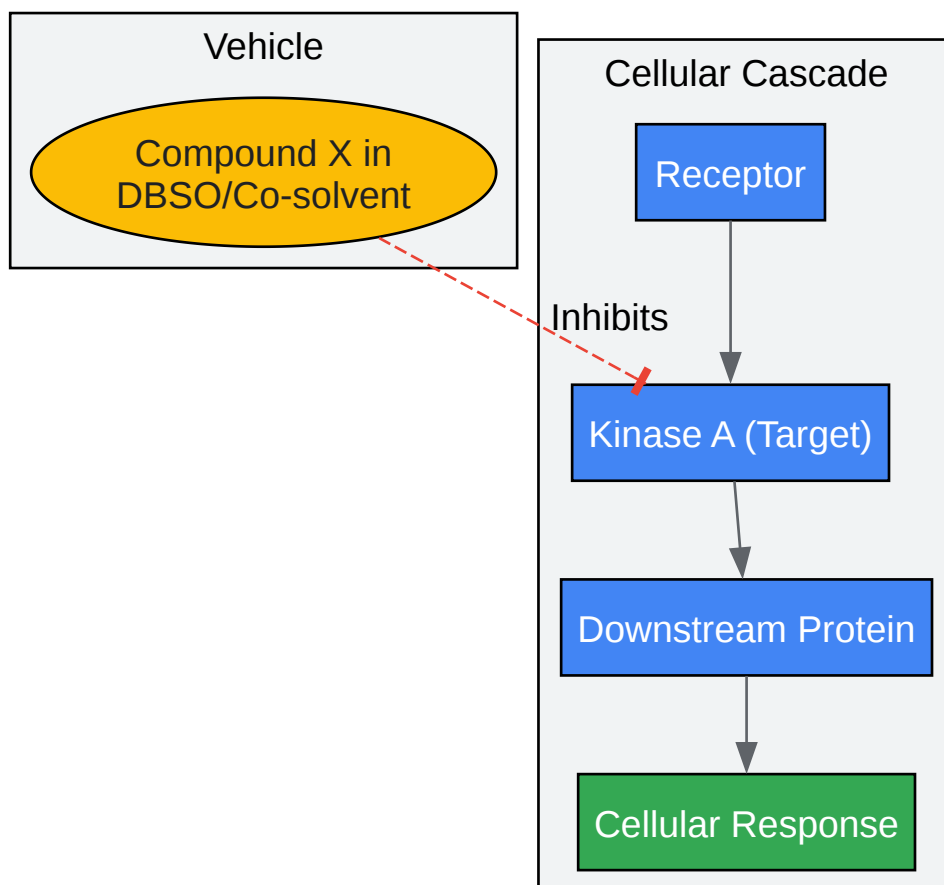 Vehicle
Compound X in
DBSO/Co-solvent
Inhibits
Cellular Cascade
Receptor
Kinase A (Target)
Downstream Protein
Cellular Response